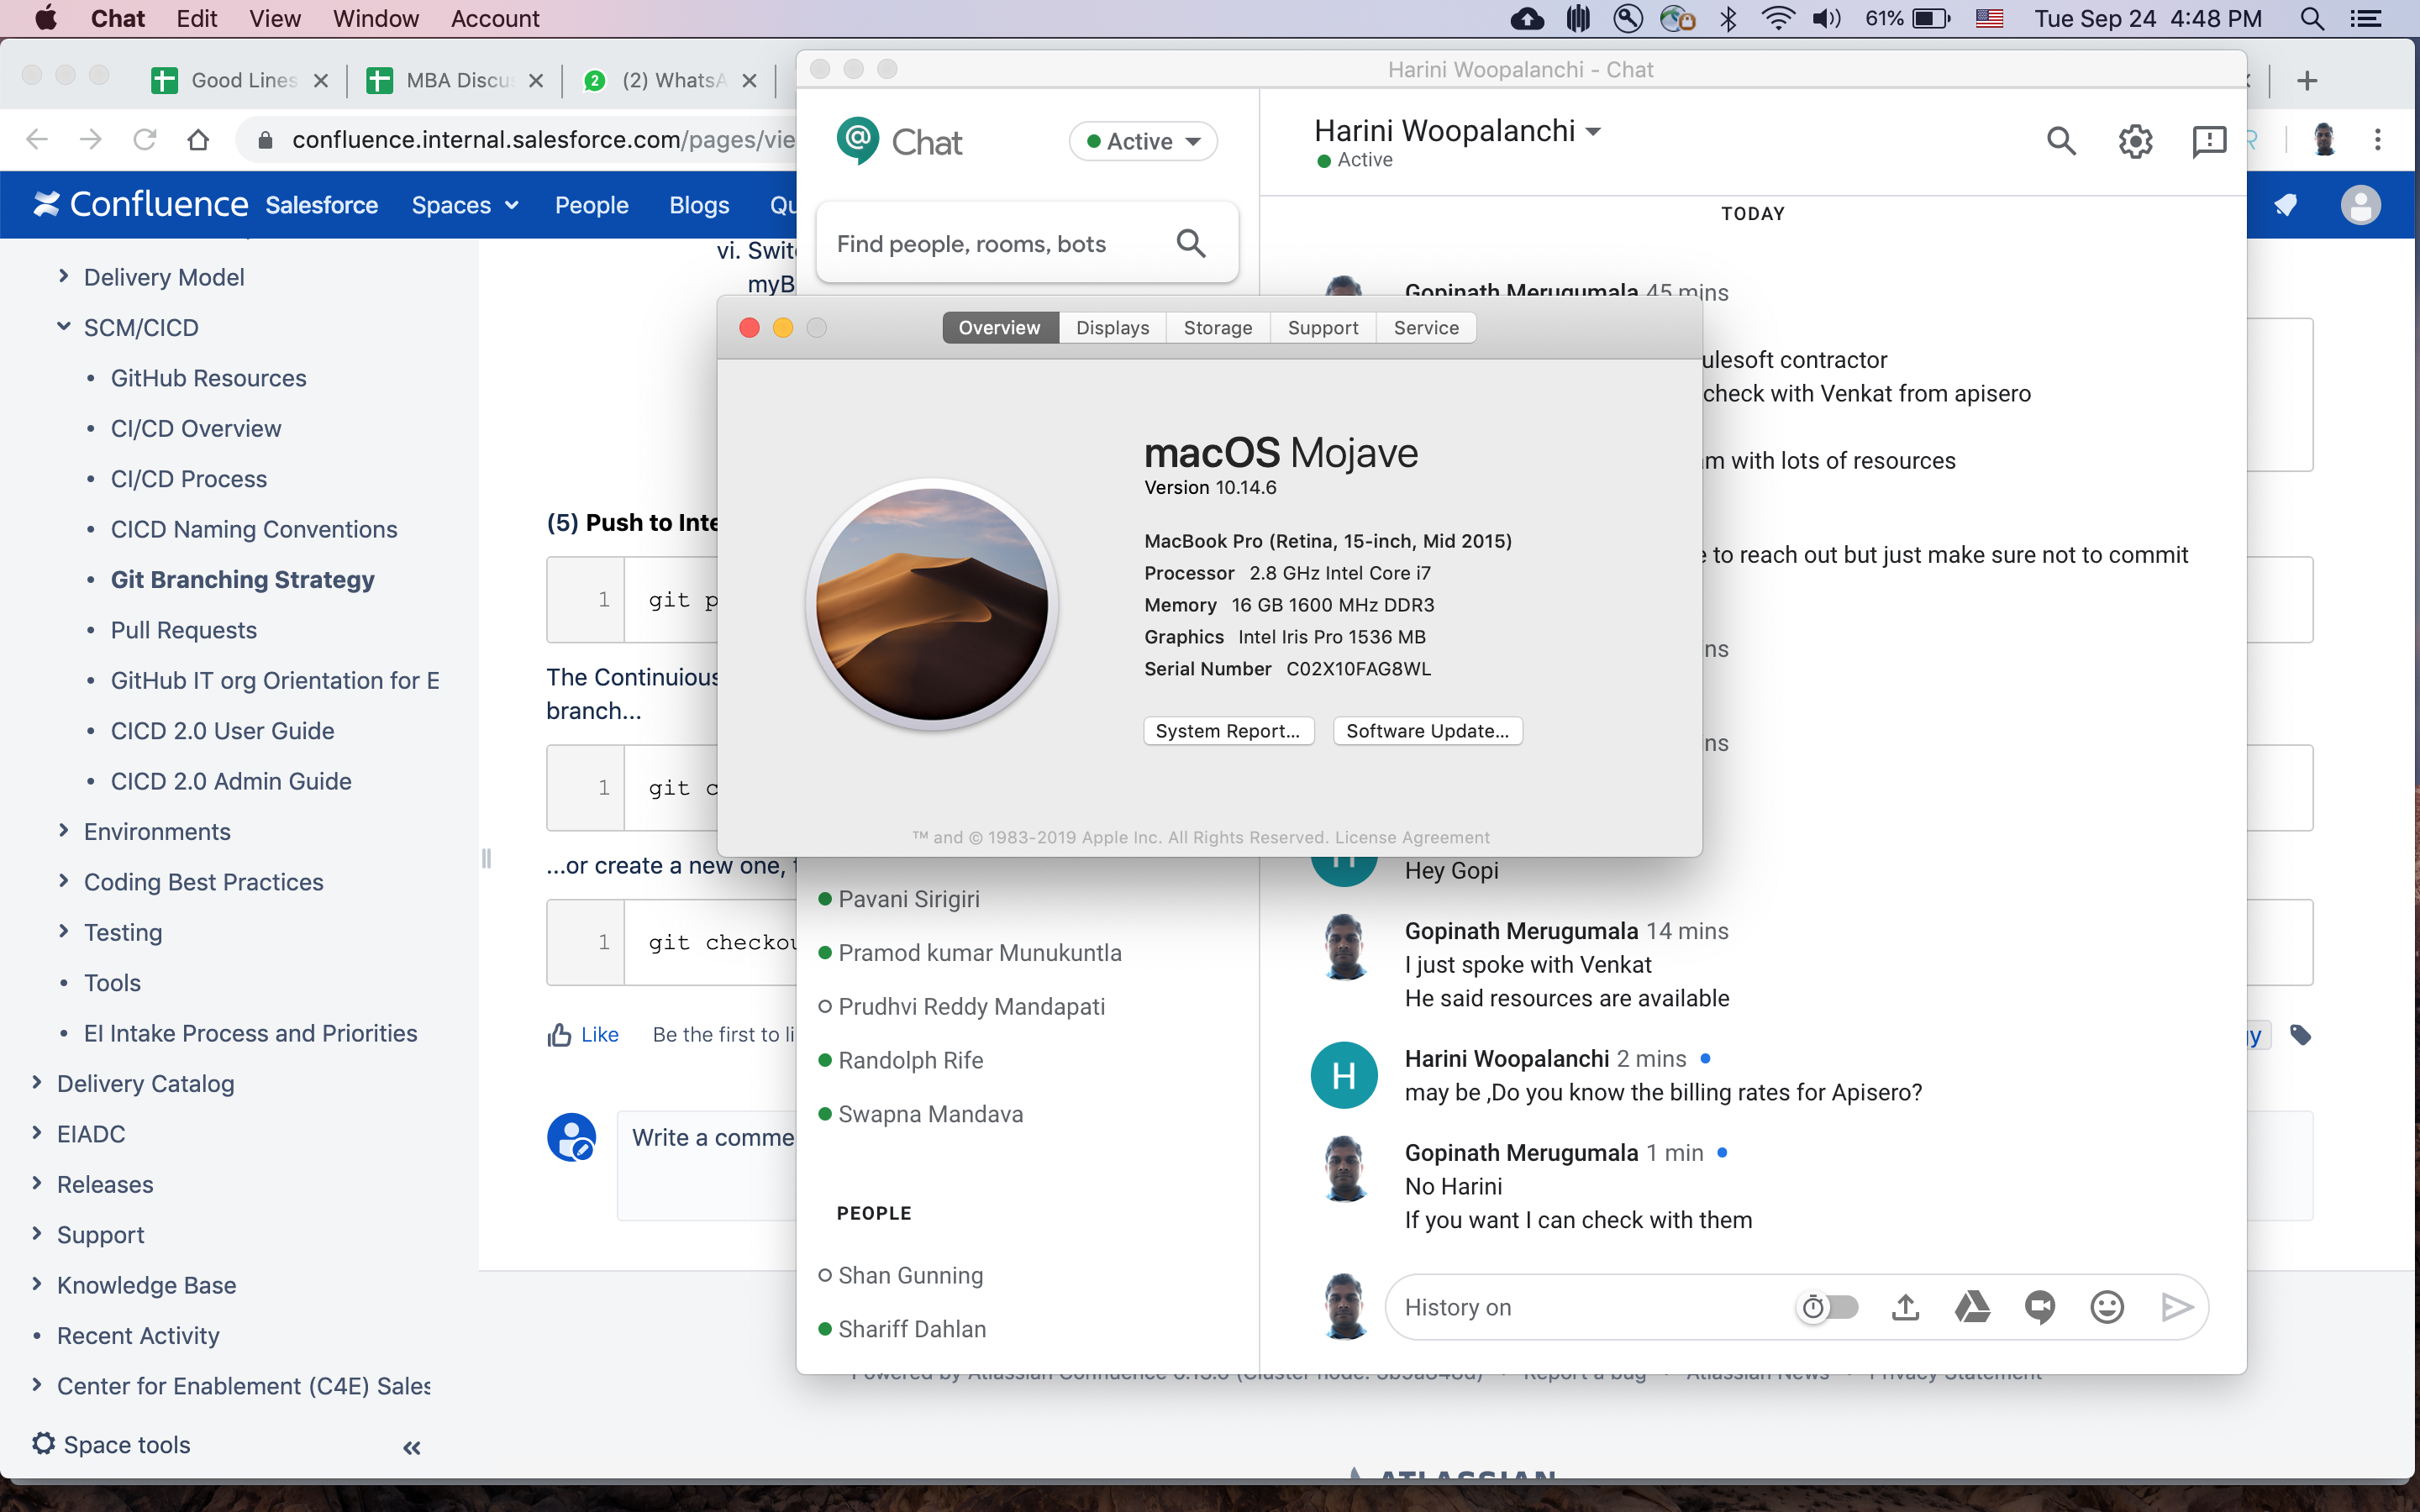 Chat Edit View Window Account 61% Tue Sep 24 4:48 PM
Good Lines MBA Discu 2 (2) WhatsA
confluence.internal.salesforce.com/pages/vie
Confluence Salesforce Spaces People Blogs Qu
Delivery Model
SCM/CICD
• GitHub Resources
• CI/CD Overview
• CI/CD Process
• CICD Naming Conventions
• Git Branching Strategy
• Pull Requests
• GitHub IT org Orientation for E
• CICD 2.0 User Guide
• CICD 2.0 Admin Guide
Environments
Coding Best Practices
Testing
• Tools
• EI Intake Process and Priorities
Delivery Catalog
EIADC
Releases
Support
Knowledge Base
• Recent Activity
Center for Enablement (C4E) Sales
Space tools
vi. Swit
myB
(5) Push to Inte
1 git p
The Continuious
branch...
1 git c
...or create a new one,
1 git checkou
Like Be the first to li
Write a comme
Harini Woopalanchi - Chat
Chat
Active
Find people, rooms, bots
Pavani Sirigiri
Pramod kumar Munukuntla
Prudhvi Reddy Mandapati
Randolph Rife
Swapna Mandava
PEOPLE
Shan Gunning
Shariff Dahlan
Harini Woopalanchi
Active
TODAY
Gopinath Merugumala 45 mins
ulesoft contractor
check with Venkat from apisero
m with lots of resources
e to reach out but just make sure not to commit
ns
ns
Hey Gopi
Gopinath Merugumala 14 mins
I just spoke with Venkat
He said resources are available
H Harini Woopalanchi 2 mins
may be ,Do you know the billing rates for Apisero?
Gopinath Merugumala 1 min
No Harini
If you want I can check with them
History on
Overview Displays Storage Support Service
macOS Mojave
Version 10.14.6
MacBook Pro (Retina, 15-inch, Mid 2015)
Processor 2.8 GHz Intel Core i7
Memory 16 GB 1600 MHz DDR3
Graphics Intel Iris Pro 1536 MB
Serial Number C02X10FAG8WL
System Report... Software Update...
™ and © 1983-2019 Apple Inc. All Rights Reserved. License Agreement
gy
Powered by Atlassian Confluence Report a bug Atlassian News Privacy Statement
ATLASSIAN